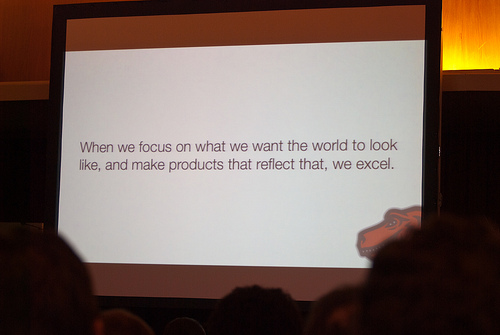 When we focus on what we want the world to look
like, and make products that reflect that, we excel.